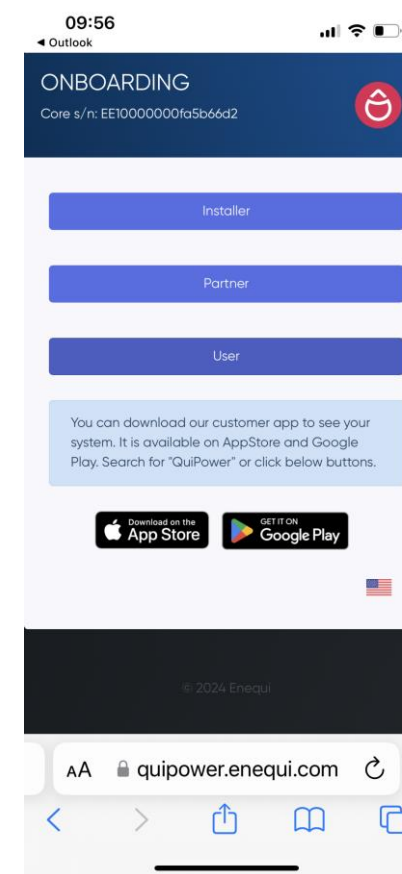 09:56
◄ Outlook
ONBOARDING
Core s/n: EE10000000fa5b66d2
Installer
Partner
User
You can download our customer app to see your
system. It is available on AppStore and Google
Play. Search for "QuiPower" or click below buttons.
Download on the
App Store
GET IT ON
Google Play
© 2024 Enequi
AA
quipower.enequi.com